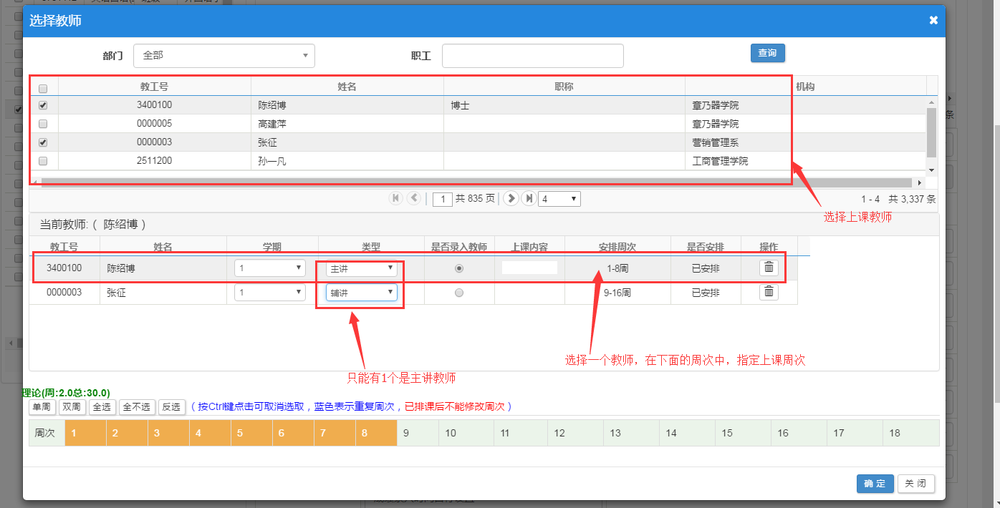 选择教师
部门 全部 职工 查询
教工号 姓名 职称 机构
3400100 陈绍博 博士 章乃器学院
0000005 高建萍 章乃器学院
0000003 张征 营销管理系
2511200 孙一凡 工商管理学院
1 共 835 页 4 1 - 4 共 3,337 条
选择上课教师
当前教师:( 陈绍博 )
教工号 姓名 学期 类型 是否录入教师 上课内容 安排周次 是否安排 操作
3400100 陈绍博 1 主讲 1-8周 已安排
0000003 张征 1 辅讲 9-16周 已安排
选择一个教师，在下面的周次中，指定上课周次
只能有1个是主讲教师
理论(周:2.0总:30.0)
单周 双周 全选 全不选 反选 （按Ctrl键点击可取消选取，蓝色表示重复周次，已排课后不能修改周次）
周次 1 2 3 4 5 6 7 8 9 10 11 12 13 14 15 16 17 18
确 定 关 闭